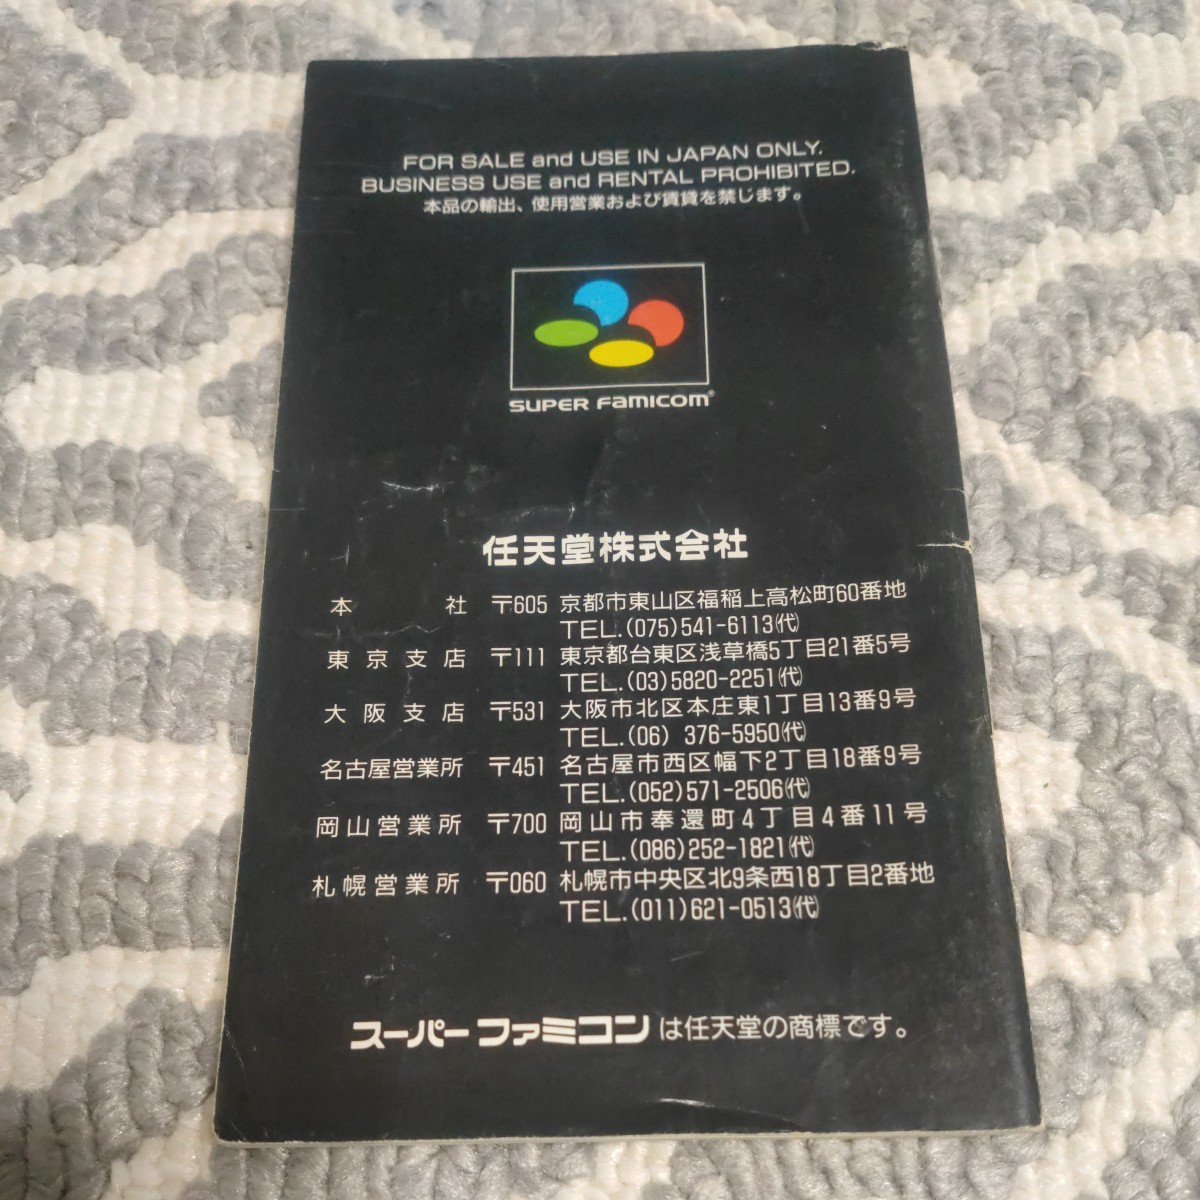 FOR SALE and USE IN JAPAN ONLY.
BUSINESS USE and RENTAL PROHIBITED.
本品の輸出、使用営業および賃貸を禁じます。
SUPER FAMICOM®
任天堂株式会社
本社 〒605 京都市東山区福稲上高松町60番地
TEL.(075)541-6113㈹
東京支店 〒111 東京都台東区浅草橋5丁目21番5号
TEL.(03)5820-2251㈹
大阪支店 〒531 大阪市北区本庄東1丁目13番9号
TEL.(06) 376-5950㈹
名古屋営業所 〒451 名古屋市西区幅下2丁目18番9号
TEL.(052)571-2506㈹
岡山営業所 〒700 岡山市奉還町4丁目4番11号
TEL.(086)252-1821㈹
札幌営業所 〒060 札幌市中央区北9条西18丁目2番地
TEL.(011)621-0513㈹
スーパーファミコンは任天堂の商標です。